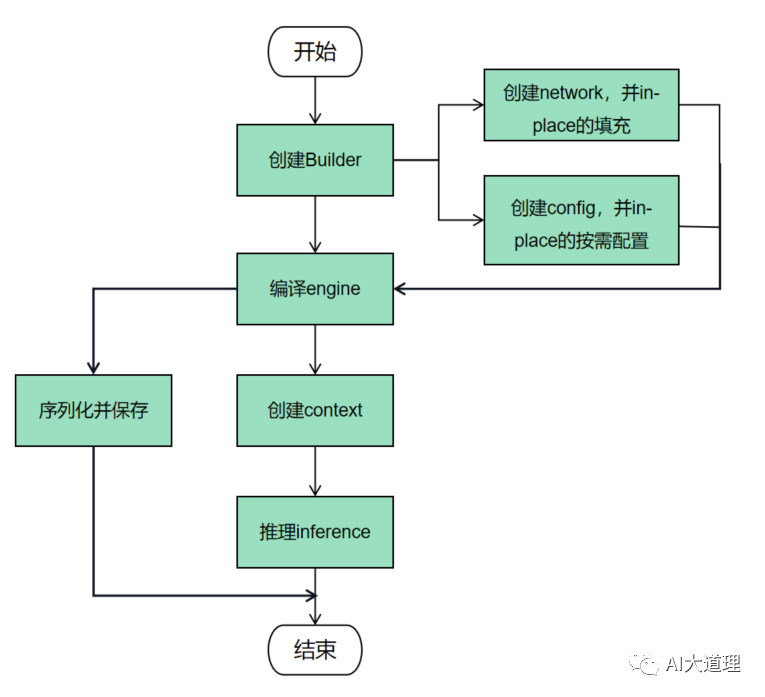 开始
创建Builder
创建network，并in-
place的填充
创建config，并in-
place的按需配置
编译engine
序列化并保存
创建context
推理inference
结束
AI大道理